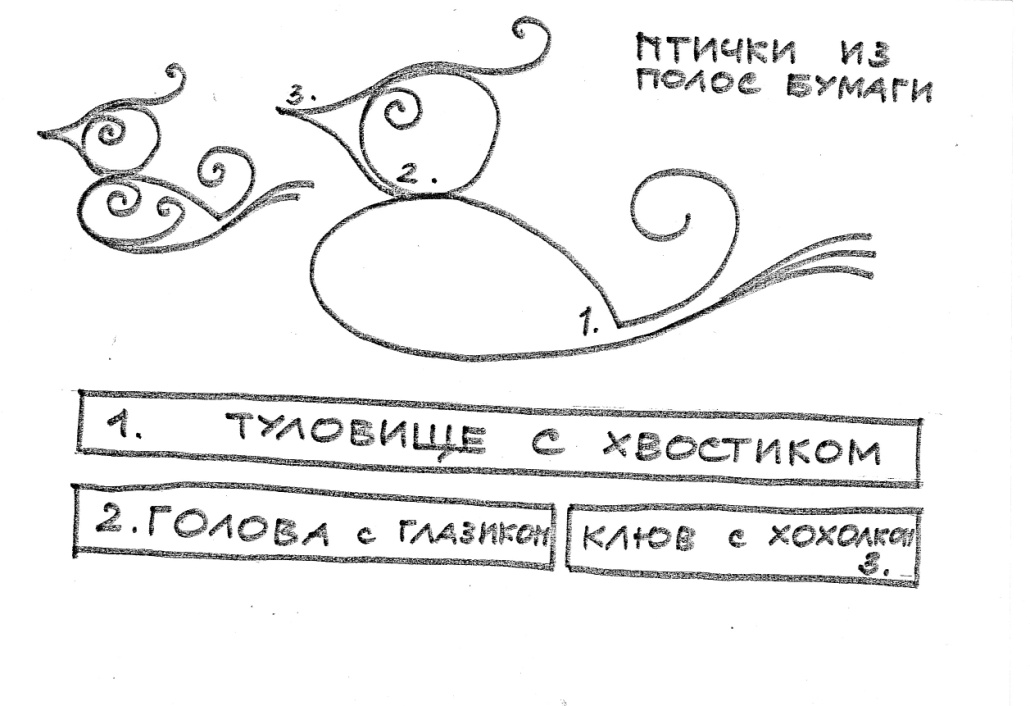 ПТИЧКИ ИЗ
ПОЛОС БУМАГИ
3.
2.
1.
1. ТУЛОВИЩЕ С ХВОСТИКОМ
2. ГОЛОВА С ГЛАЗИКОМ
КЛЮВ С ХОХОЛКОМ
3.